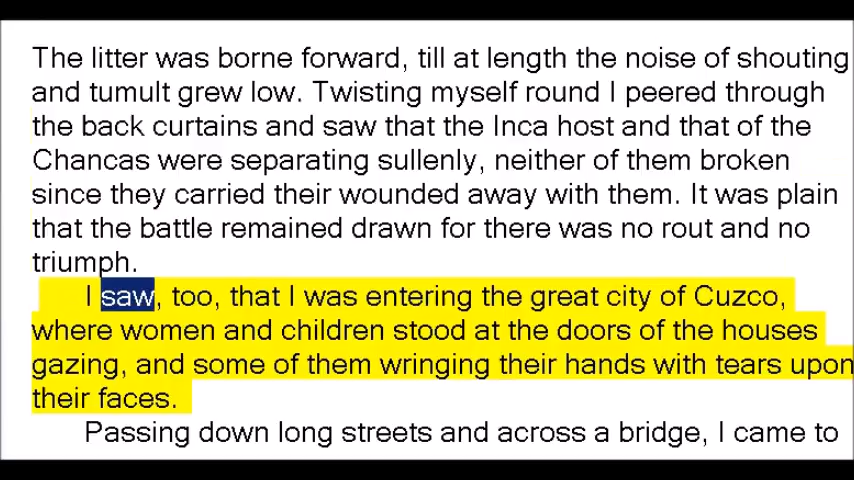 The litter was borne forward, till at length the noise of shouting
and tumult grew low. Twisting myself round I peered through
the back curtains and saw that the Inca host and that of the
Chancas were separating sullenly, neither of them broken
since they carried their wounded away with them. It was plain
that the battle remained drawn for there was no rout and no
triumph.
I saw, too, that I was entering the great city of Cuzco,
where women and children stood at the doors of the houses
gazing, and some of them wringing their hands with tears upon
their faces.
Passing down long streets and across a bridge, I came to